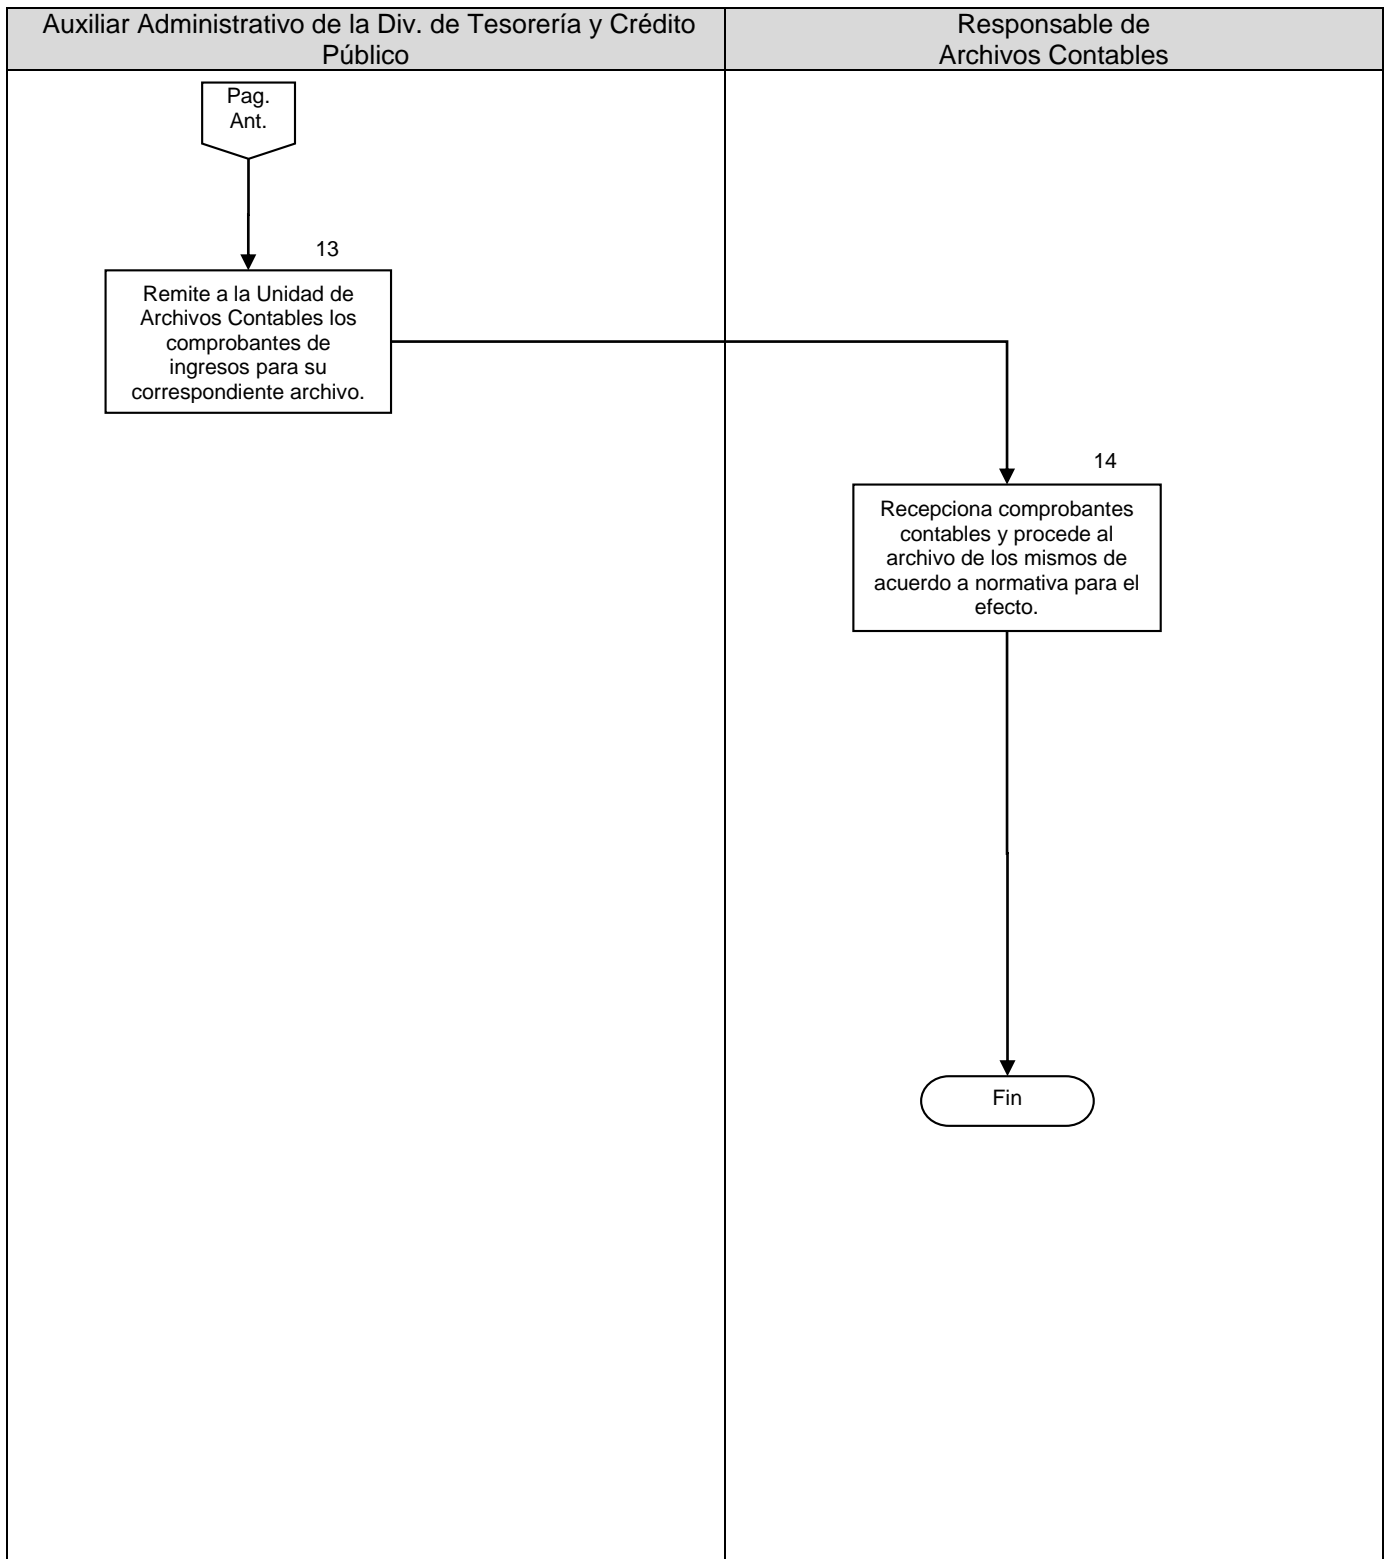 Auxiliar Administrativo de la Div. de Tesorería y Crédito
Público
Responsable de
Archivos Contables
Pag.
Ant.
13
Remite a la Unidad de
Archivos Contables los
comprobantes de
ingresos para su
correspondiente archivo.
14
Recepciona comprobantes
contables y procede al
archivo de los mismos de
acuerdo a normativa para el
efecto.
Fin